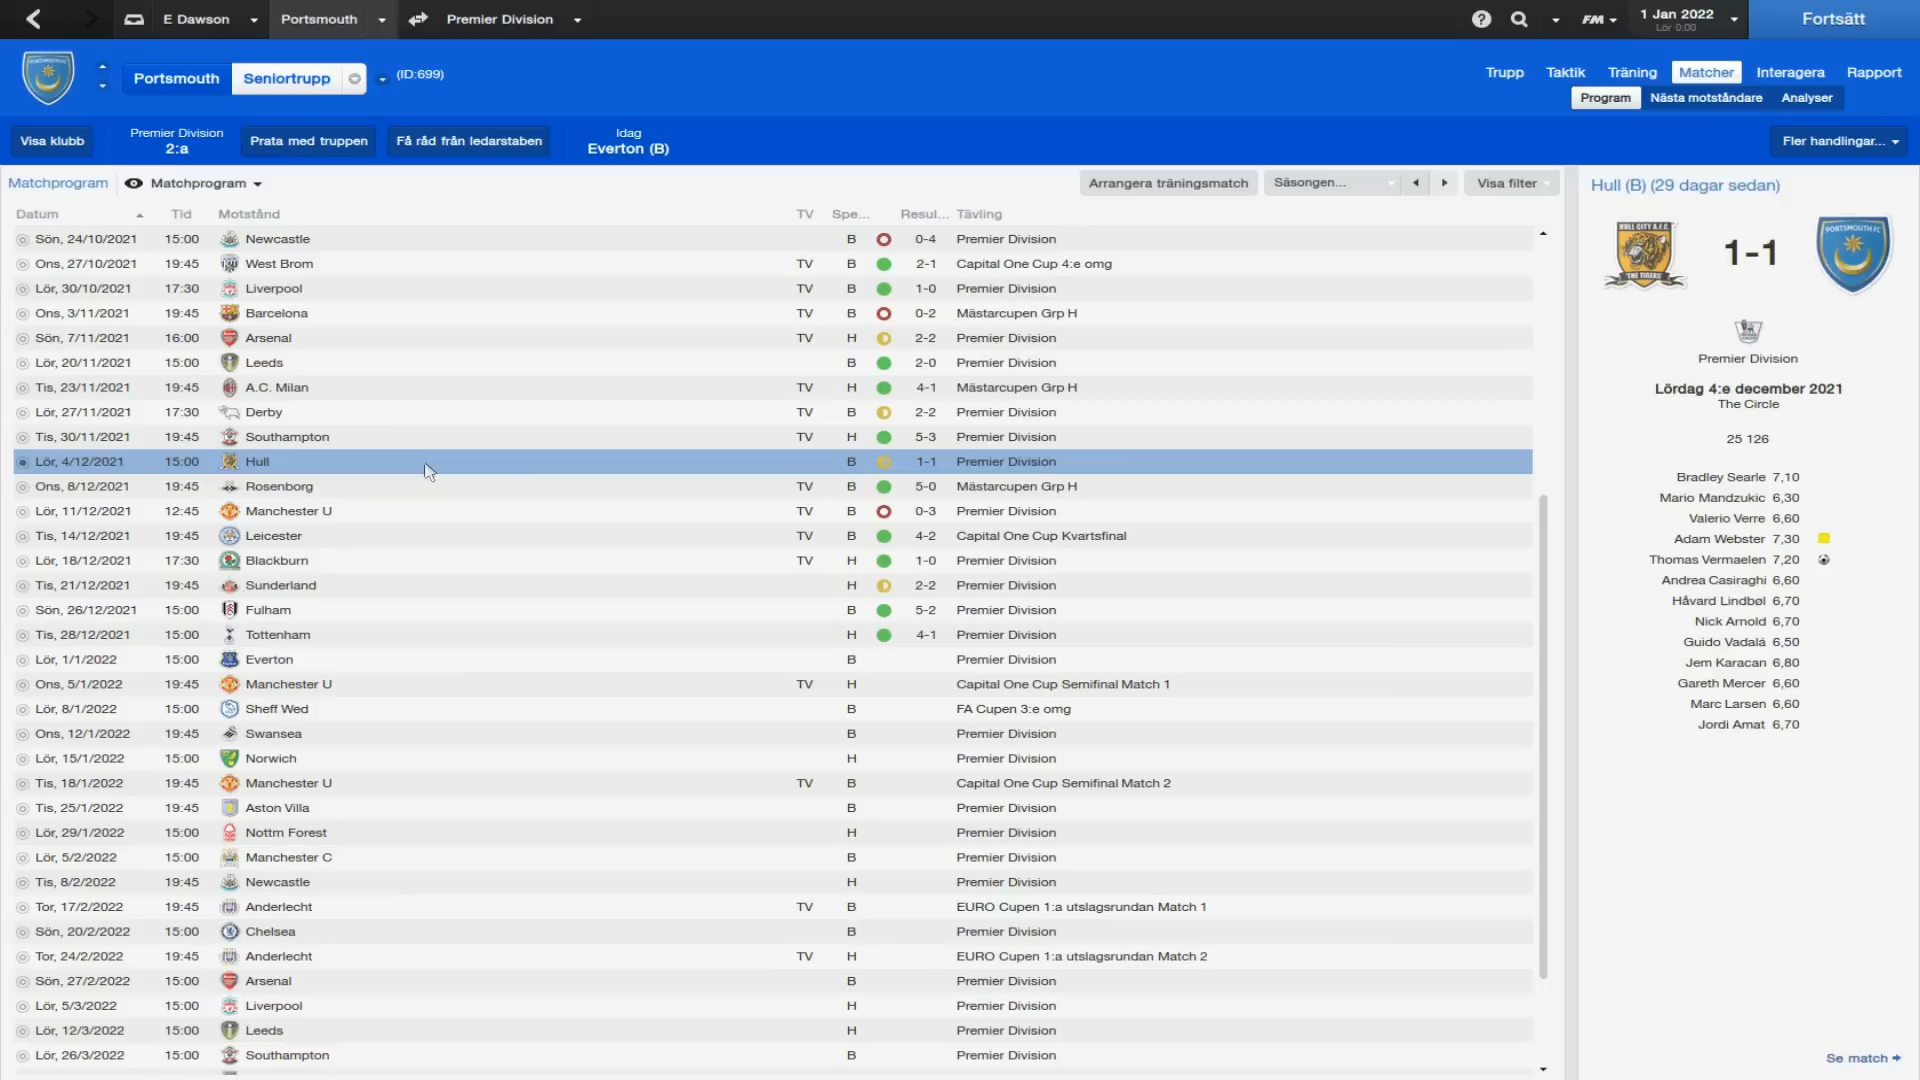 E Dawson Portsmouth Premier Division FM 1 Jan 2022 Lör 0:00 Fortsätt
Portsmouth Seniortrupp (ID:699)
Trupp Taktik Träning Matcher Interagera Rapport
Program Nästa motståndare Analyser
Visa klubb Premier Division 2:a Prata med truppen Få råd från ledarstaben Idag Everton (B) Fler handlingar...
Matchprogram Matchprogram Arrangera träningsmatch Säsongen... Visa filter
Datum Tid Motstånd TV Spe... Resul... Tävling
Sön, 24/10/2021 15:00 Newcastle B 0-4 Premier Division
Ons, 27/10/2021 19:45 West Brom TV B 2-1 Capital One Cup 4:e omg
Lör, 30/10/2021 17:30 Liverpool TV B 1-0 Premier Division
Ons, 3/11/2021 19:45 Barcelona TV B 0-2 Mästarcupen Grp H
Sön, 7/11/2021 16:00 Arsenal TV H 2-2 Premier Division
Lör, 20/11/2021 15:00 Leeds B 2-0 Premier Division
Tis, 23/11/2021 19:45 A.C. Milan TV H 4-1 Mästarcupen Grp H
Lör, 27/11/2021 17:30 Derby TV B 2-2 Premier Division
Tis, 30/11/2021 19:45 Southampton TV H 5-3 Premier Division
Lör, 4/12/2021 15:00 Hull B 1-1 Premier Division
Ons, 8/12/2021 19:45 Rosenborg TV B 5-0 Mästarcupen Grp H
Lör, 11/12/2021 12:45 Manchester U TV B 0-3 Premier Division
Tis, 14/12/2021 19:45 Leicester TV B 4-2 Capital One Cup Kvartsfinal
Lör, 18/12/2021 17:30 Blackburn TV H 1-0 Premier Division
Tis, 21/12/2021 19:45 Sunderland H 2-2 Premier Division
Sön, 26/12/2021 15:00 Fulham B 5-2 Premier Division
Tis, 28/12/2021 15:00 Tottenham H 4-1 Premier Division
Lör, 1/1/2022 15:00 Everton B Premier Division
Ons, 5/1/2022 19:45 Manchester U TV H Capital One Cup Semifinal Match 1
Lör, 8/1/2022 15:00 Sheff Wed B FA Cupen 3:e omg
Ons, 12/1/2022 19:45 Swansea B Premier Division
Lör, 15/1/2022 15:00 Norwich H Premier Division
Tis, 18/1/2022 19:45 Manchester U TV B Capital One Cup Semifinal Match 2
Tis, 25/1/2022 19:45 Aston Villa B Premier Division
Lör, 29/1/2022 15:00 Nottm Forest H Premier Division
Lör, 5/2/2022 15:00 Manchester C B Premier Division
Tis, 8/2/2022 19:45 Newcastle H Premier Division
Tor, 17/2/2022 19:45 Anderlecht TV B EURO Cupen 1:a utslagsrundan Match 1
Sön, 20/2/2022 15:00 Chelsea B Premier Division
Tor, 24/2/2022 19:45 Anderlecht TV H EURO Cupen 1:a utslagsrundan Match 2
Sön, 27/2/2022 15:00 Arsenal B Premier Division
Lör, 5/3/2022 15:00 Liverpool H Premier Division
Lör, 12/3/2022 15:00 Leeds H Premier Division
Lör, 26/3/2022 15:00 Southampton B Premier Division
Hull (B) (29 dagar sedan)
HULL CITY A.F.C. THE TIGERS 1-1 PORTSMOUTH FC
Premier Division
Lördag 4:e december 2021
The Circle
25 126
Bradley Searle 7,10
Mario Mandzukic 6,30
Valerio Verre 6,60
Adam Webster 7,30
Thomas Vermaelen 7,20
Andrea Casiraghi 6,60
Håvard Lindbøl 6,70
Nick Arnold 6,70
Guido Vadalá 6,50
Jem Karacan 6,80
Gareth Mercer 6,60
Marc Larsen 6,60
Jordi Amat 6,70
Se match